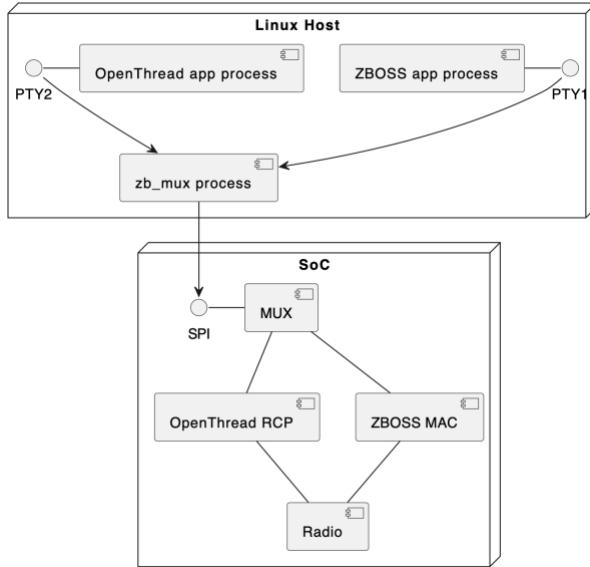 Linux Host
OpenThread app process
ZBOSS app process
PTY2
PTY1
zb_mux process
SoC
MUX
SPI
OpenThread RCP
ZBOSS MAC
Radio